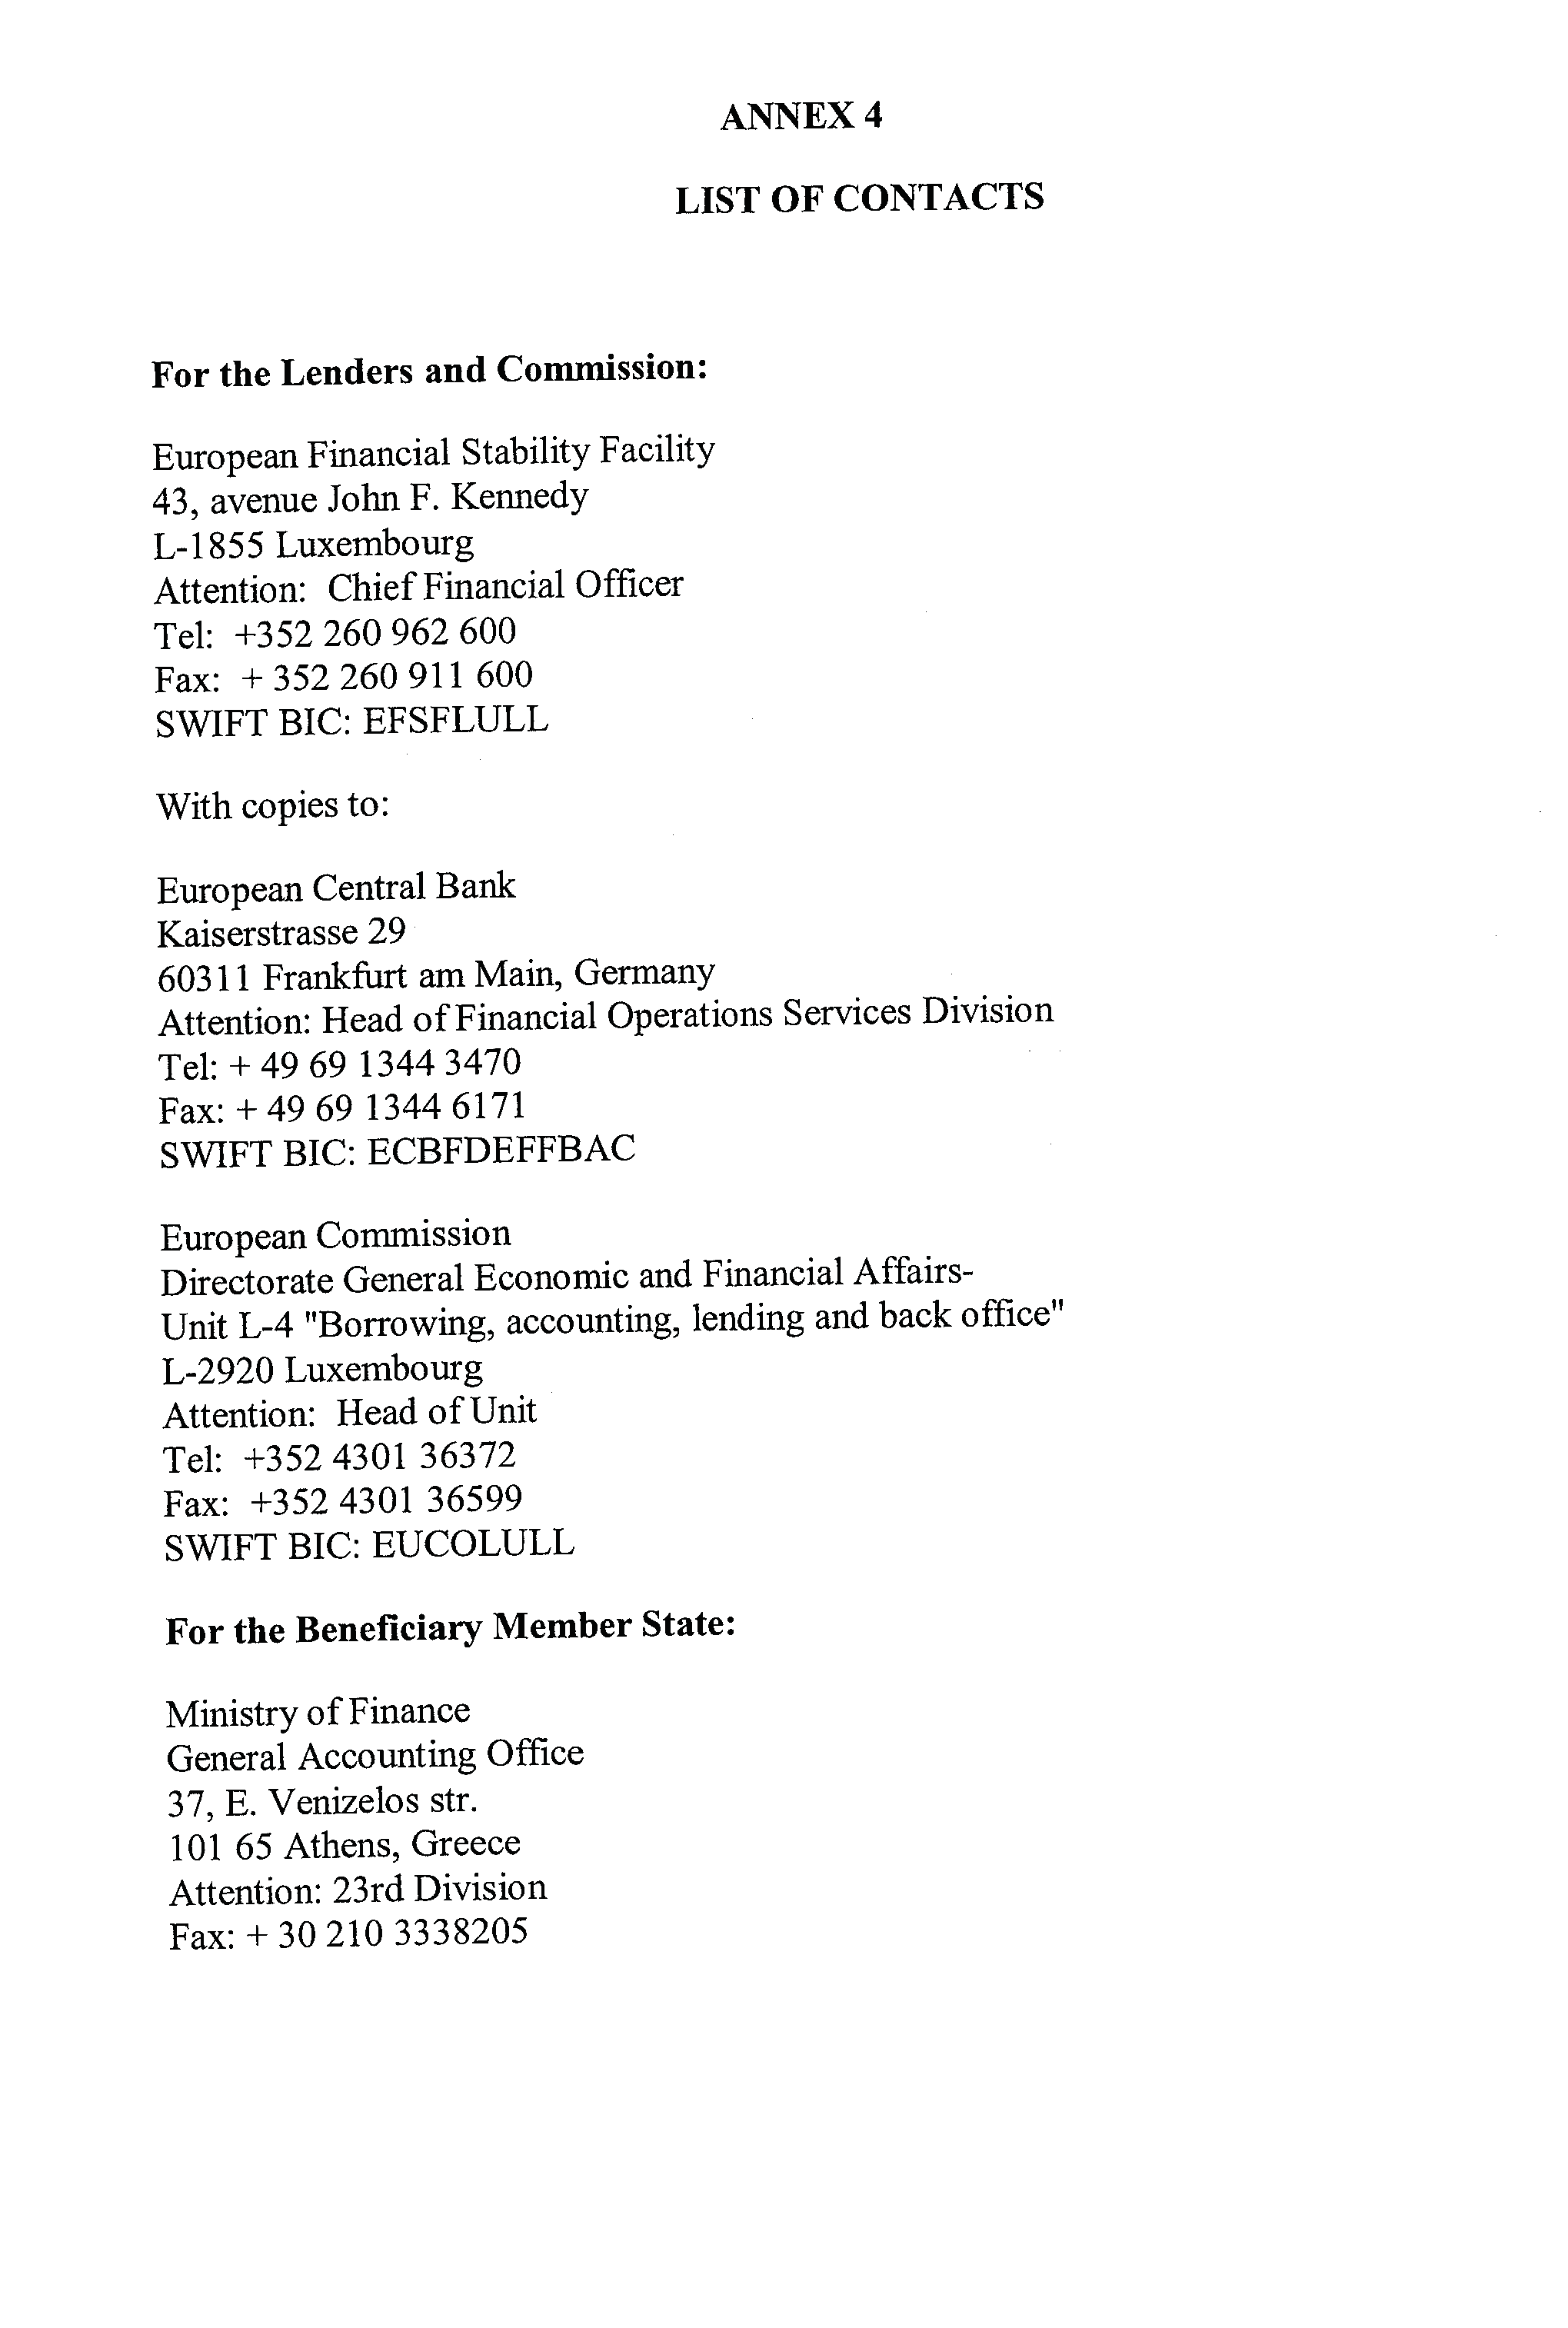 ANNEX 4
LIST OF CONTACTS
For the Lenders and Commission:
European Financial Stability Facility
43, avenue John F. Kennedy
L-1855 Luxembourg
Attention: Chief Financial Officer
Tel: +352 260 962 600
Fax: + 352 260 911 600
SWIFT BIC: EFSFLULL
With copies to:
European Central Bank
Kaiserstrasse 29
60311 Frankfurt am Main, Germany
Attention: Head of Financial Operations Services Division
Tel: + 49 69 1344 3470
Fax: + 49 69 1344 6171
SWIFT BIC: ECBFDEFFBAC
European Commission
Directorate General Economic and Financial Affairs-
Unit L-4 "Borrowing, accounting, lending and back office"
L-2920 Luxembourg
Attention: Head of Unit
Tel: +352 4301 36372
Fax: +352 4301 36599
SWIFT BIC: EUCOLULL
For the Beneficiary Member State:
Ministry of Finance
General Accounting Office
37, E. Venizelos str.
101 65 Athens, Greece
Attention: 23rd Division
Fax: + 30 210 3338205